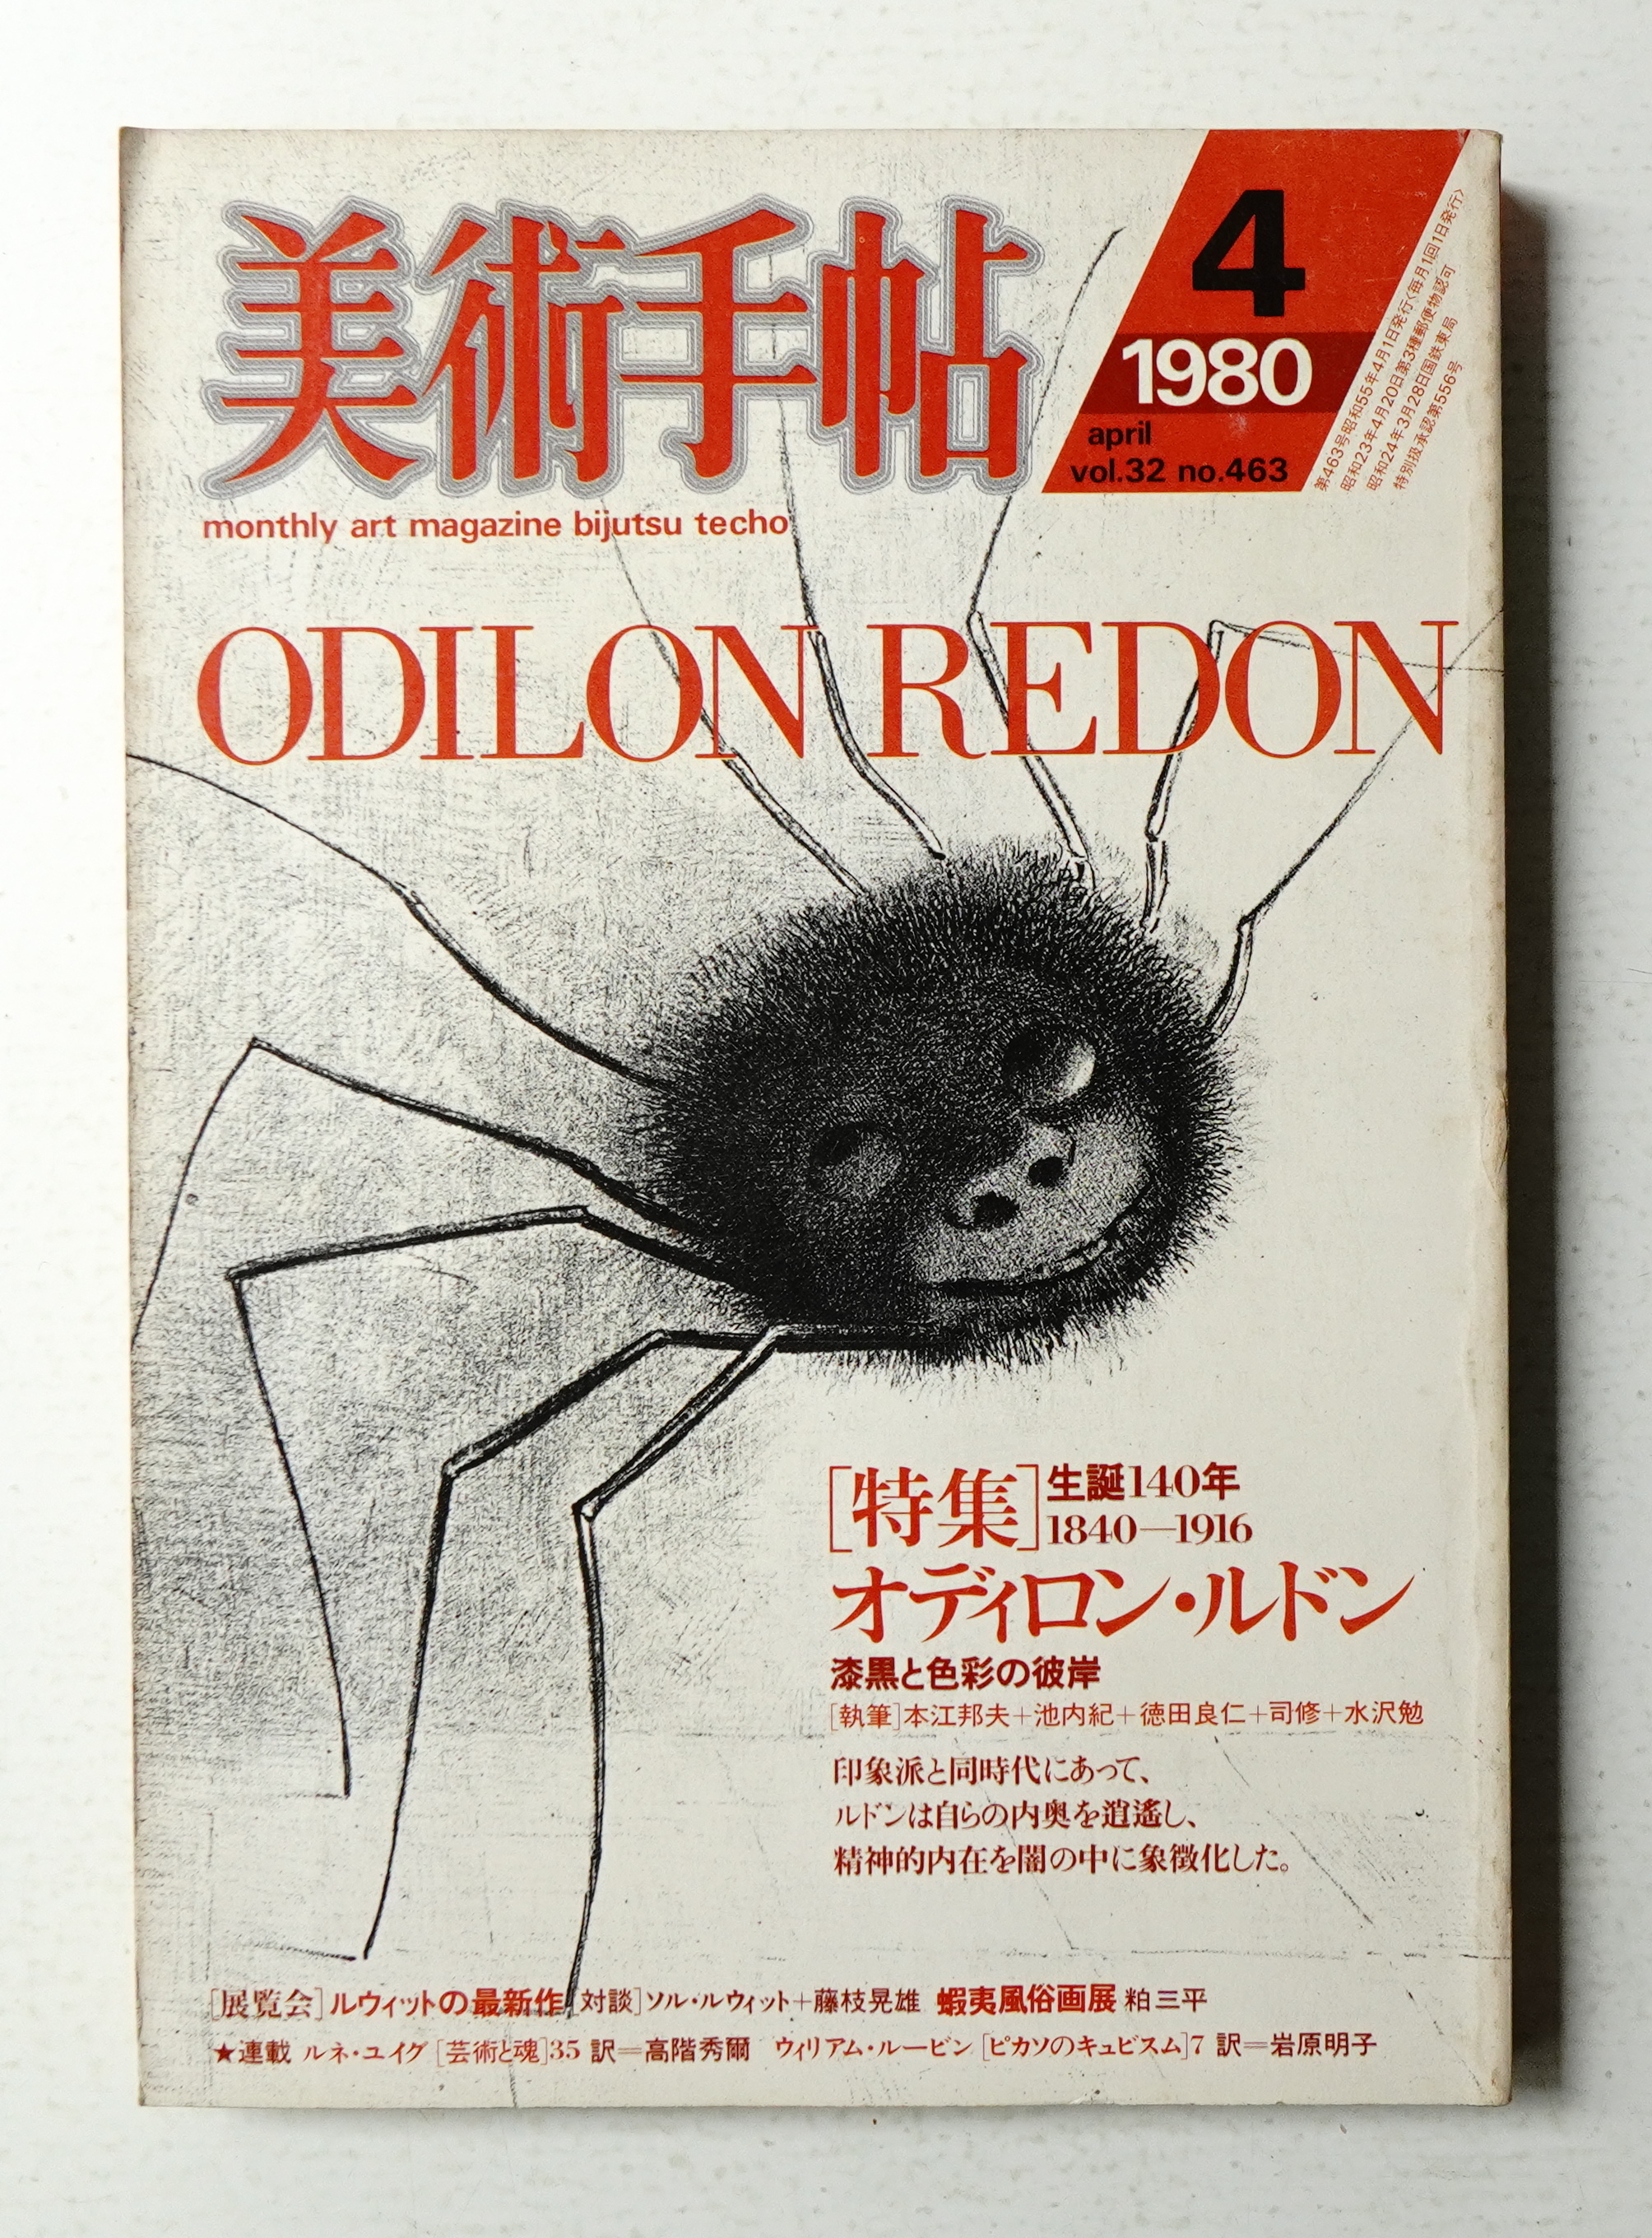 美術手帖
monthly art magazine bijutsu techo
4
1980
april
vol.32 no.463
第463号昭和55年4月1日発行〈毎月1回1日発行〉
昭和23年4月20日第3種郵便物認可
昭和24年3月28日国鉄東局
特別扱承認第556号
ODILON REDON
[特集]生誕140年
1840—1916
オディロン・ルドン
漆黒と色彩の彼岸
[執筆]本江邦夫+池内紀+徳田良仁+司修+水沢勉
印象派と同時代にあって、
ルドンは自らの内奥を逍遙し、
精神的内在を闇の中に象徴化した。
[展覧会]ルウィットの最新作[対談]ソル・ルウィット+藤枝晃雄 蝦夷風俗画展 粕三平
★連載 ルネ・ユイグ[芸術と魂]35 訳=高階秀爾 ウィリアム・ルービン[ピカソのキュビスム]7 訳=岩原明子